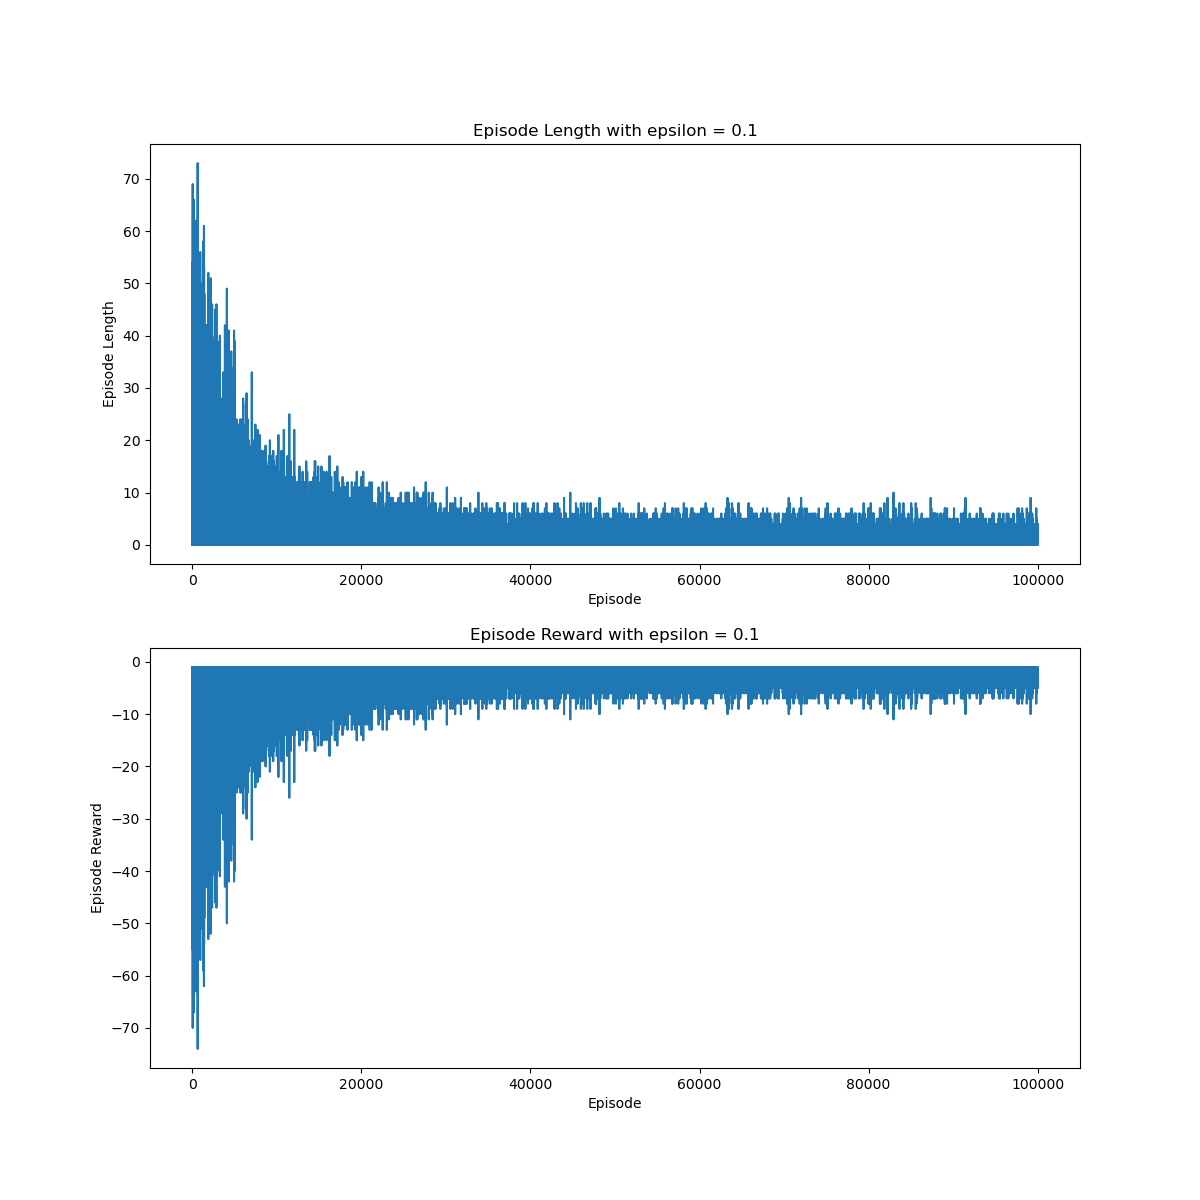 Episode Length with epsilon = 0.1
70
60
50
40
30
20
10
0
Episode Length
0 20000 40000 60000 80000 100000
Episode
Episode Reward with epsilon = 0.1
0
−10
−20
−30
−40
−50
−60
−70
Episode Reward
0 20000 40000 60000 80000 100000
Episode